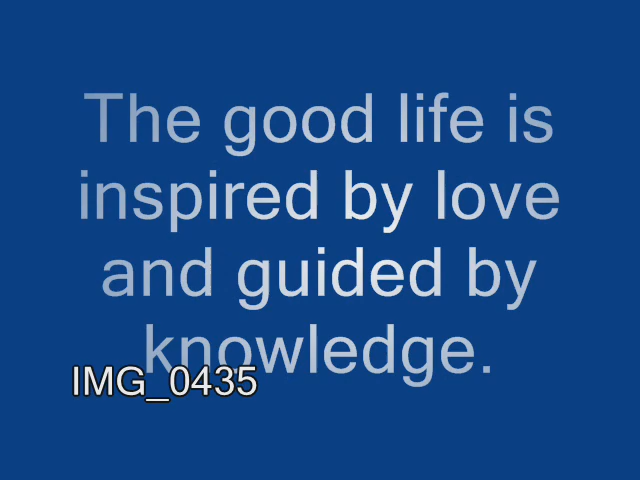 The good life is
inspired by love
and guided by
knowledge.
IMG_0435